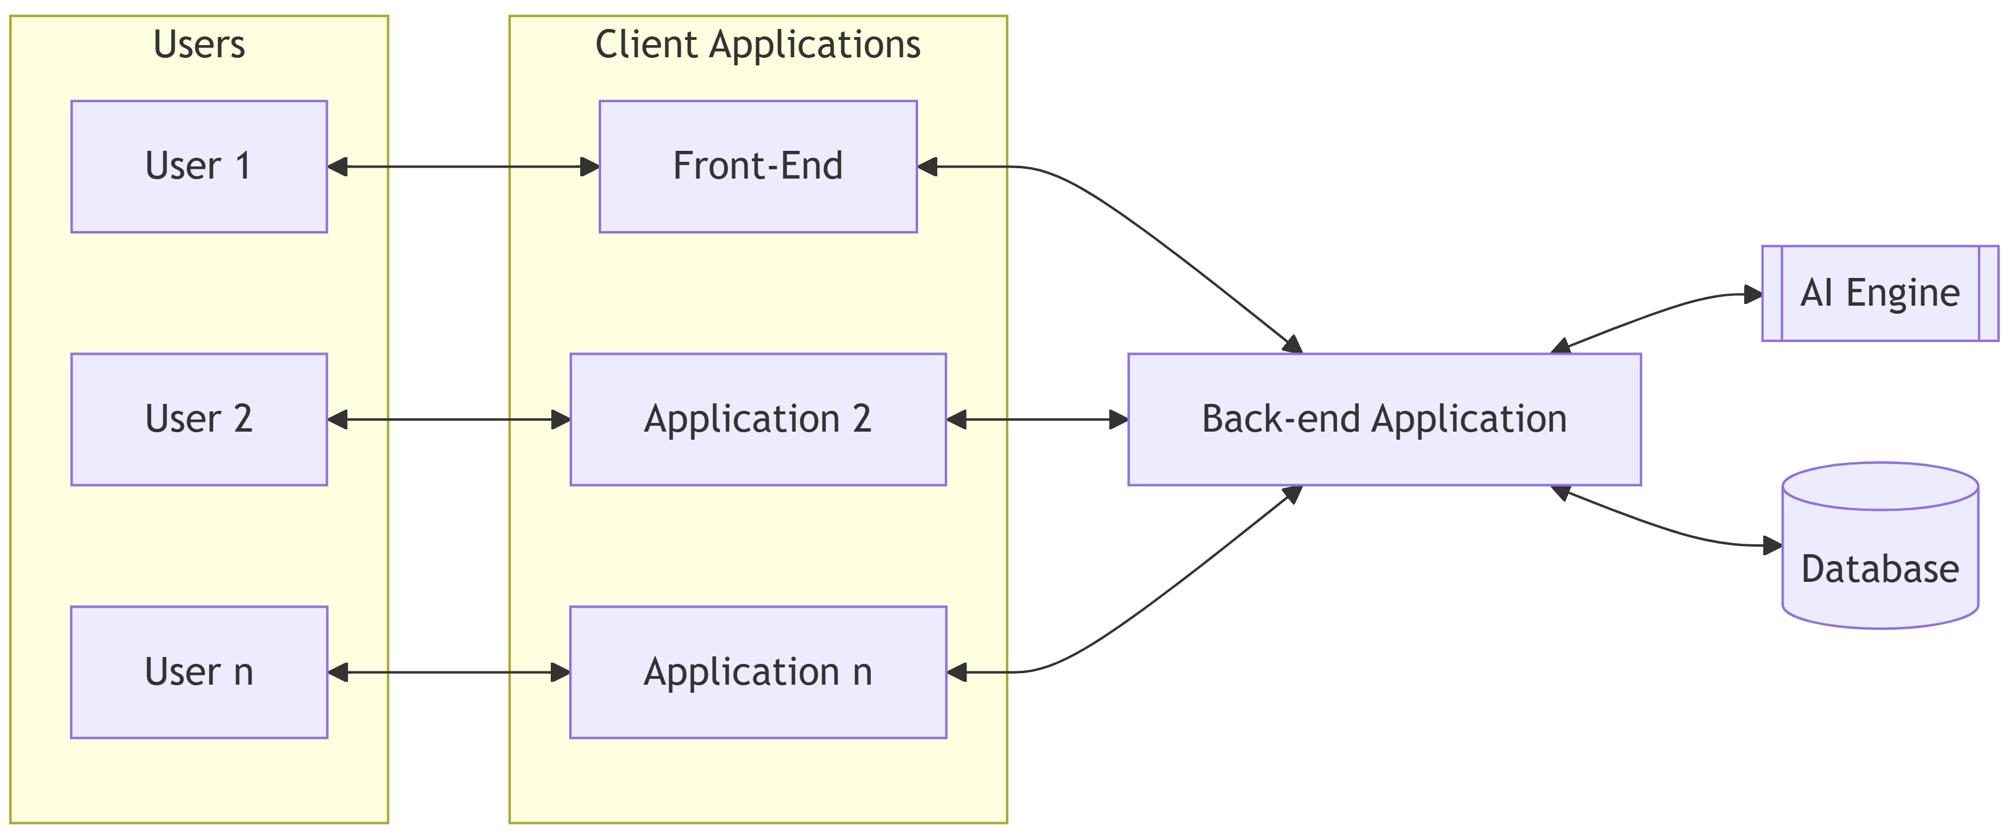 Users
Client Applications
User 1
Front-End
AI Engine
User 2
Application 2
Back-end Application
Database
User n
Application n